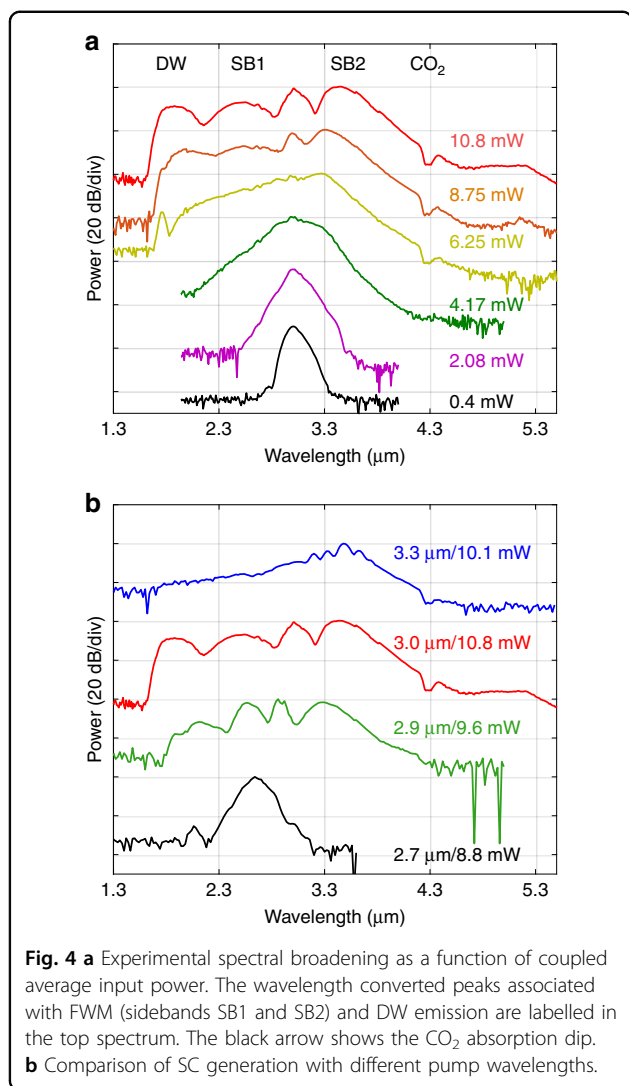 a
DW SB1 SB2 CO2
10.8 mW
8.75 mW
6.25 mW
4.17 mW
2.08 mW
0.4 mW
Power (20 dB/div)
1.3 2.3 3.3 4.3 5.3
Wavelength (μm)
b
3.3 μm/10.1 mW
3.0 μm/10.8 mW
2.9 μm/9.6 mW
2.7 μm/8.8 mW
Power (20 dB/div)
1.3 2.3 3.3 4.3 5.3
Wavelength (μm)
Fig. 4 a Experimental spectral broadening as a function of coupled
average input power. The wavelength converted peaks associated
with FWM (sidebands SB1 and SB2) and DW emission are labelled in
the top spectrum. The black arrow shows the CO2 absorption dip.
b Comparison of SC generation with different pump wavelengths.